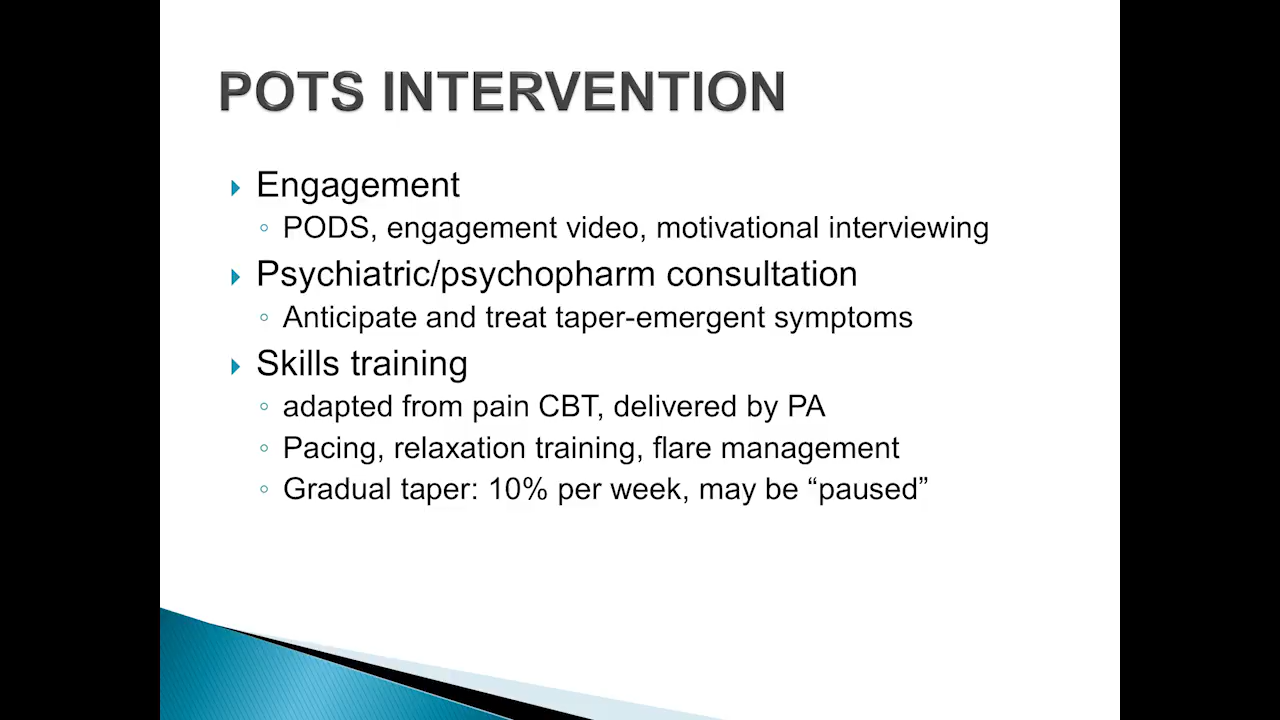 POTS INTERVENTION
Engagement
PODS, engagement video, motivational interviewing
Psychiatric/psychopharm consultation
Anticipate and treat taper-emergent symptoms
Skills training
adapted from pain CBT, delivered by PA
Pacing, relaxation training, flare management
Gradual taper: 10% per week, may be “paused”